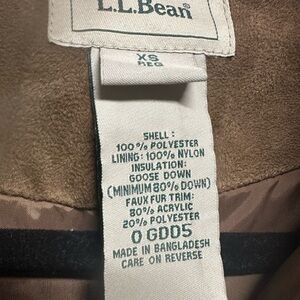 L.L.Bean®
XS
REG
SHELL:
100% POLYESTER
LINING: 100% NYLON
INSULATION:
GOOSE DOWN
(MINIMUM 80% DOWN)
FAUX FUR TRIM:
80% ACRYLIC
20% POLYESTER
0 GDD5
MADE IN BANGLADESH
CARE ON REVERSE